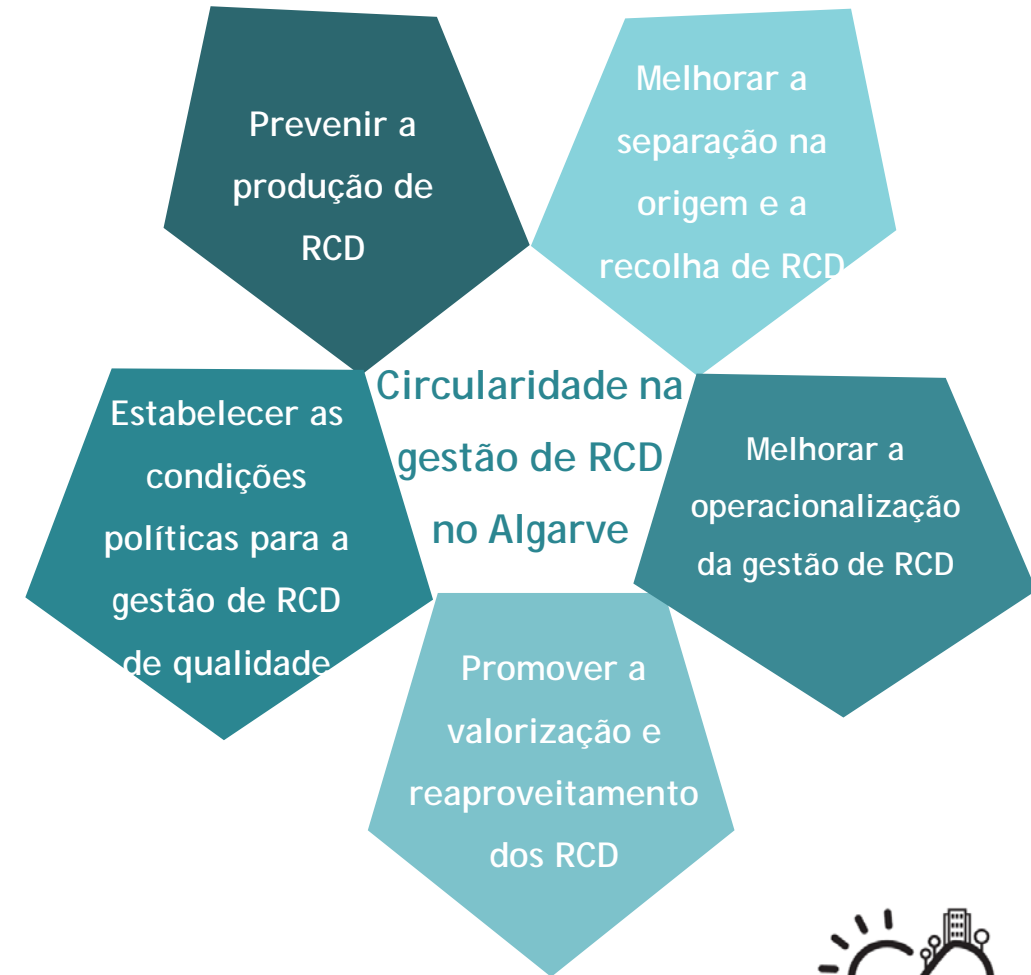 Prevenir a
produção de
RCD
Melhorar a
separação na
origem e a
recolha de RCD
Circularidade na
gestão de RCD
no Algarve
Estabelecer as
condições
políticas para a
gestão de RCD
de qualidade
Melhorar a
operacionalização
da gestão de RCD
Promover a
valorização e
reaproveitamento
dos RCD